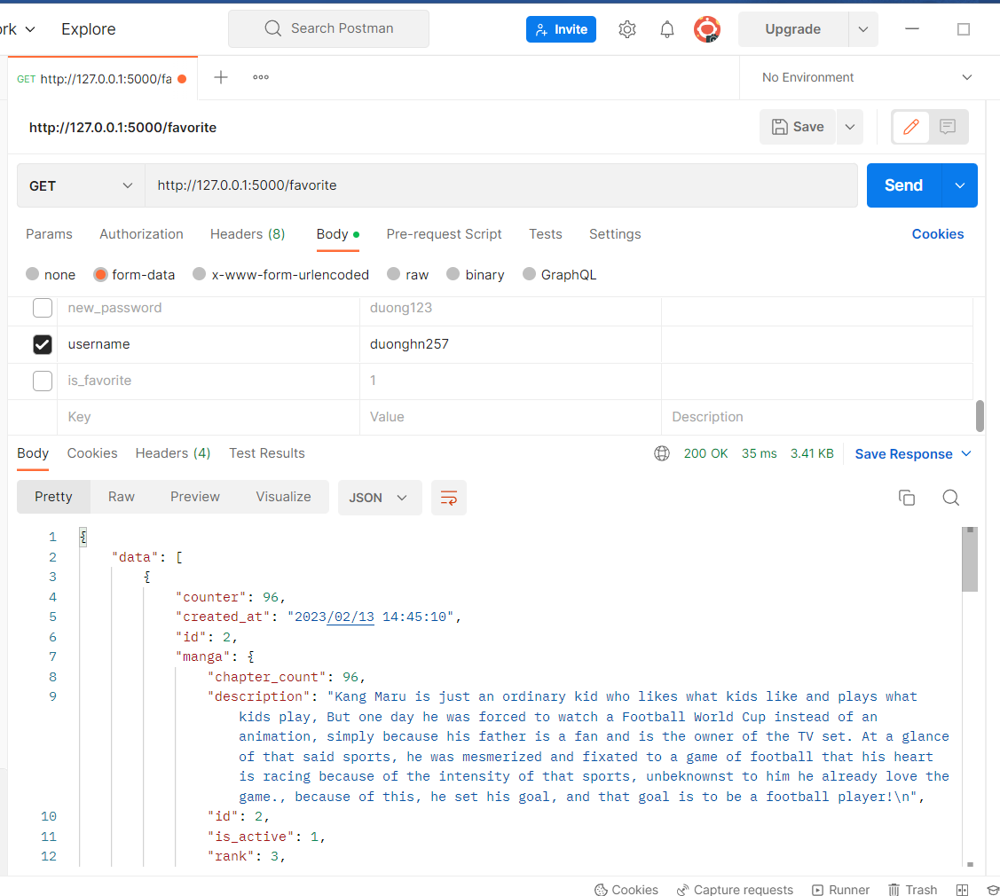 ork Explore Search Postman Invite Upgrade
GET http://127.0.0.1:5000/fa No Environment
http://127.0.0.1:5000/favorite Save
GET http://127.0.0.1:5000/favorite Send
Params Authorization Headers (8) Body Pre-request Script Tests Settings Cookies
none form-data x-www-form-urlencoded raw binary GraphQL
new_password duong123
username duonghn257
is_favorite 1
Key Value Description
Body Cookies Headers (4) Test Results 200 OK 35 ms 3.41 KB Save Response
Pretty Raw Preview Visualize JSON
1 {
2 "data": [
3 {
4 "counter": 96,
5 "created_at": "2023/02/13 14:45:10",
6 "id": 2,
7 "manga": {
8 "chapter_count": 96,
9 "description": "Kang Maru is just an ordinary kid who likes what kids like and plays what
kids play, But one day he was forced to watch a Football World Cup instead of an
animation, simply because his father is a fan and is the owner of the TV set. At a glance
of that said sports, he was mesmerized and fixated to a game of football that his heart
is racing because of the intensity of that sports, unbeknownst to him he already love the
game., because of this, he set his goal, and that goal is to be a football player!\n",
10 "id": 2,
11 "is_active": 1,
12 "rank": 3,
Cookies Capture requests Runner Trash